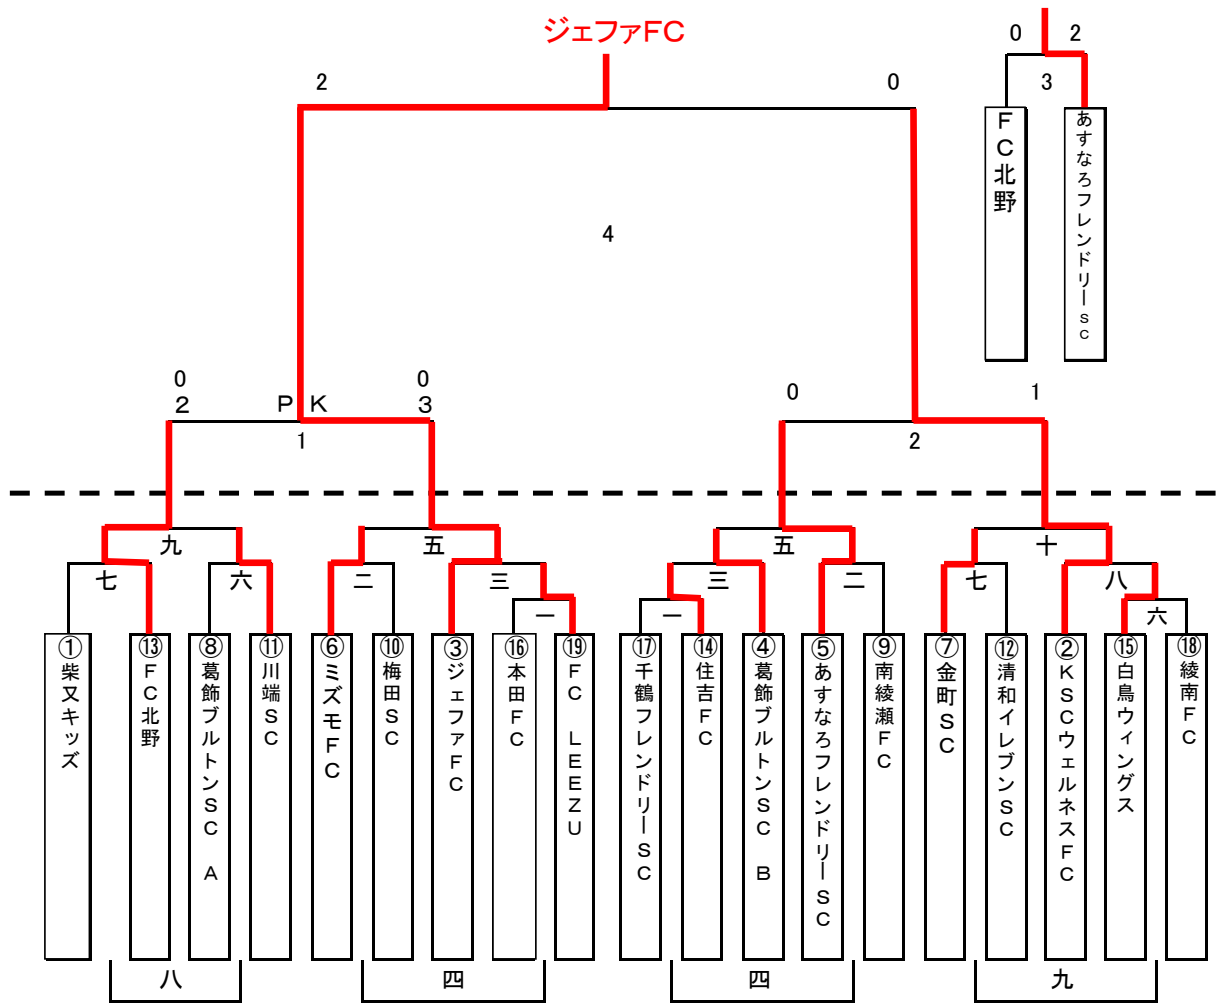 ジェファFC
0 2
3
FC北野
あすなろフレンドリーSC
2 0
4
0 0
2 PK 3
1
0 1
2
九 五 五 十
七 六 二 三 三 二 七 八
一 一 六
①柴又キッズ
⑬FC北野
⑧葛飾ブルトンSC A
⑪川端SC
⑥ミズモFC
⑩梅田SC
③ジェファFC
⑯本田FC
⑲FC LEEZU
⑰千鶴フレンドリーSC
⑭住吉FC
④葛飾ブルトンSC B
⑤あすなろフレンドリーSC
⑨南綾瀬FC
⑦金町SC
⑫清和イレブンSC
②KSCウェルネスFC
⑮白鳥ウィングス
⑱綾南FC
八 四 四 九